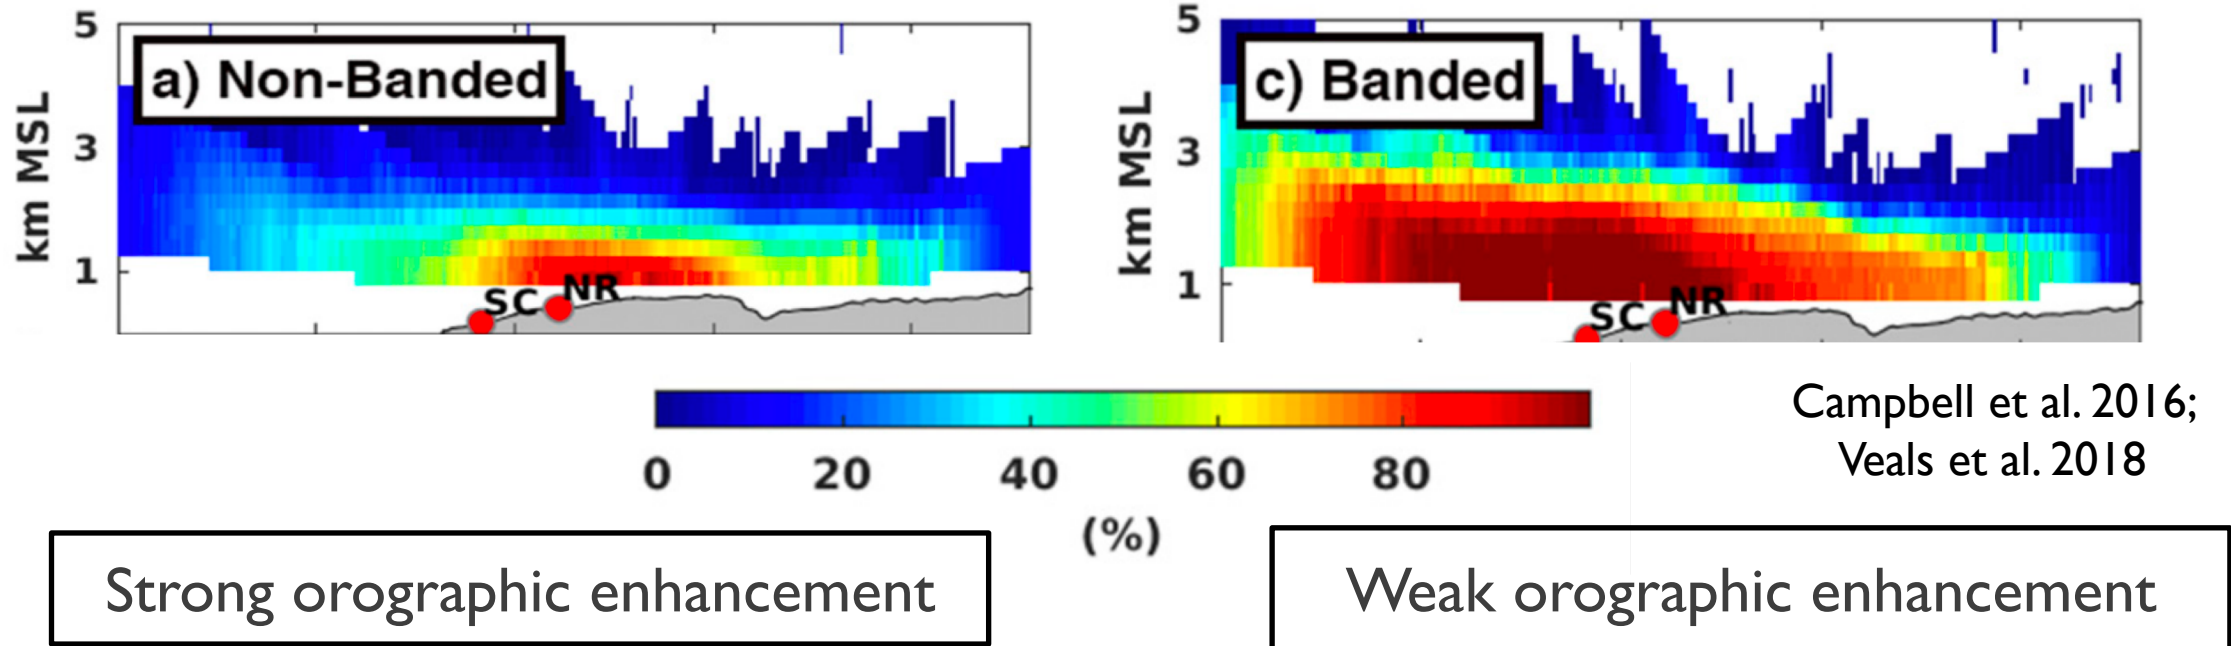 5
3
1
km MSL
a) Non-Banded
SC
NR
5
3
1
km MSL
c) Banded
SC
NR
0 20 40 60 80
(%)
Campbell et al. 2016;
Veals et al. 2018
Strong orographic enhancement
Weak orographic enhancement